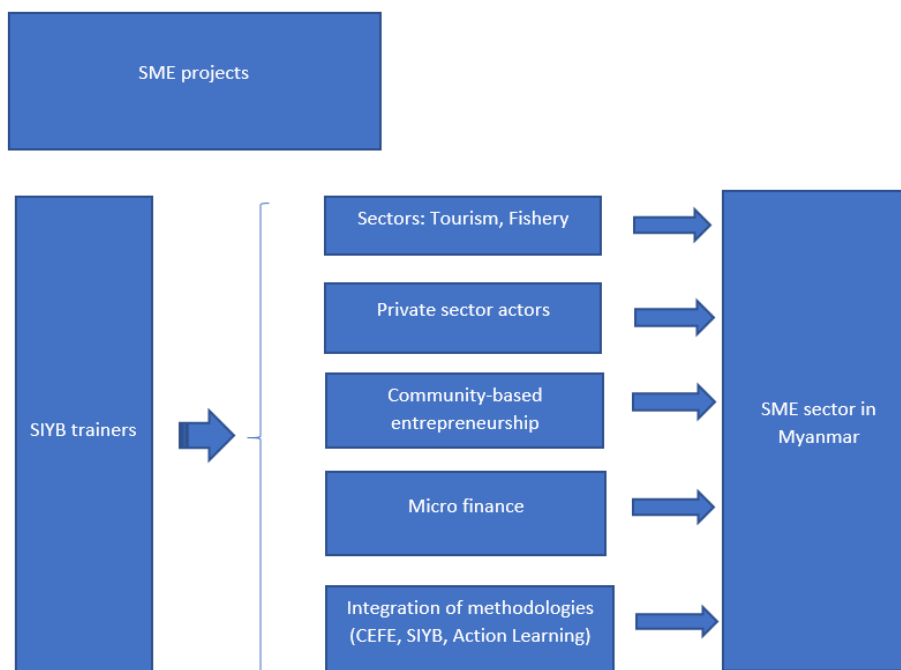 SME projects
SIYB trainers
Sectors: Tourism, Fishery
Private sector actors
Community-based
entrepreneurship
Micro finance
Integration of methodologies
(CEFE, SIYB, Action Learning)
SME sector in
Myanmar